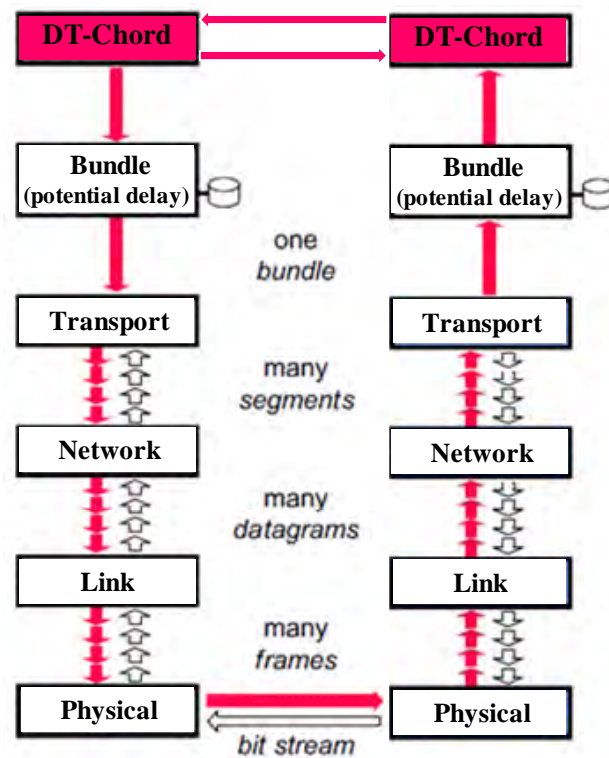 DT-Chord
DT-Chord
Bundle
(potential delay)
Bundle
(potential delay)
one
bundle
Transport
Transport
many
segments
Network
Network
many
datagrams
Link
Link
many
frames
Physical
Physical
bit stream